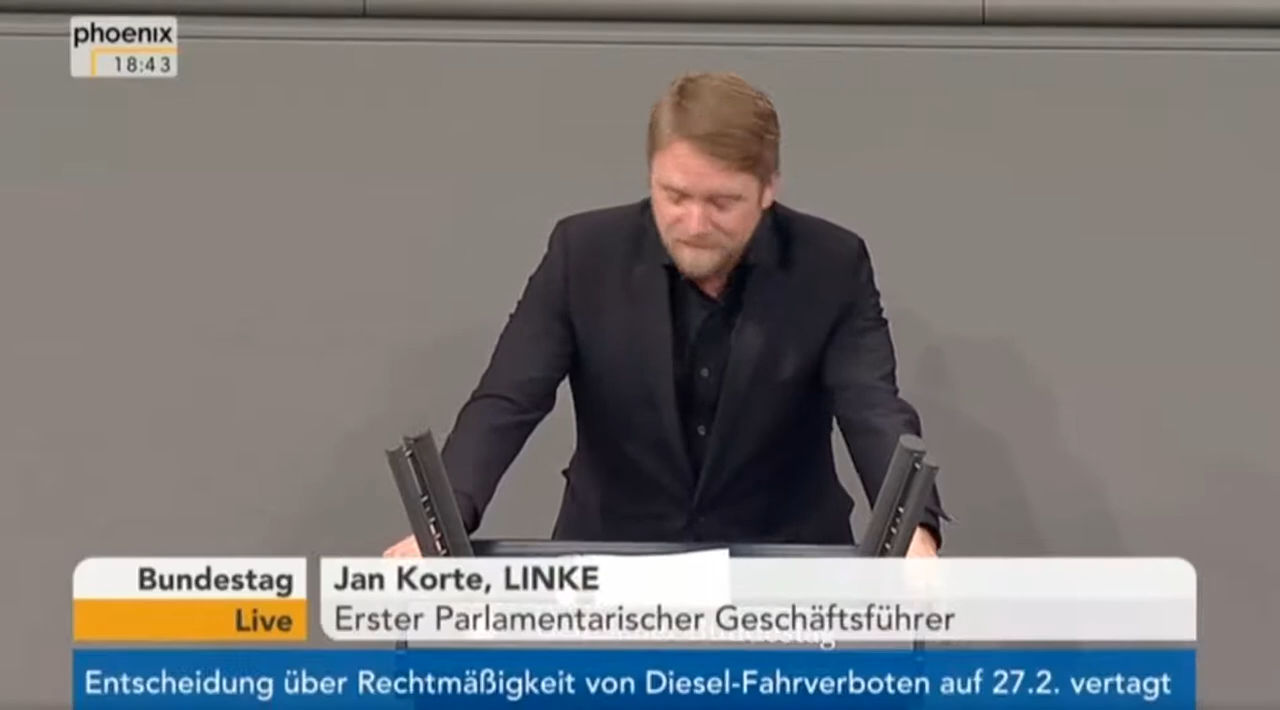 phoenix
18:43
Bundestag
Live
Jan Korte, LINKE
Erster Parlamentarischer Geschäftsführer
Entscheidung über Rechtmäßigkeit von Diesel-Fahrverboten auf 27.2. vertagt